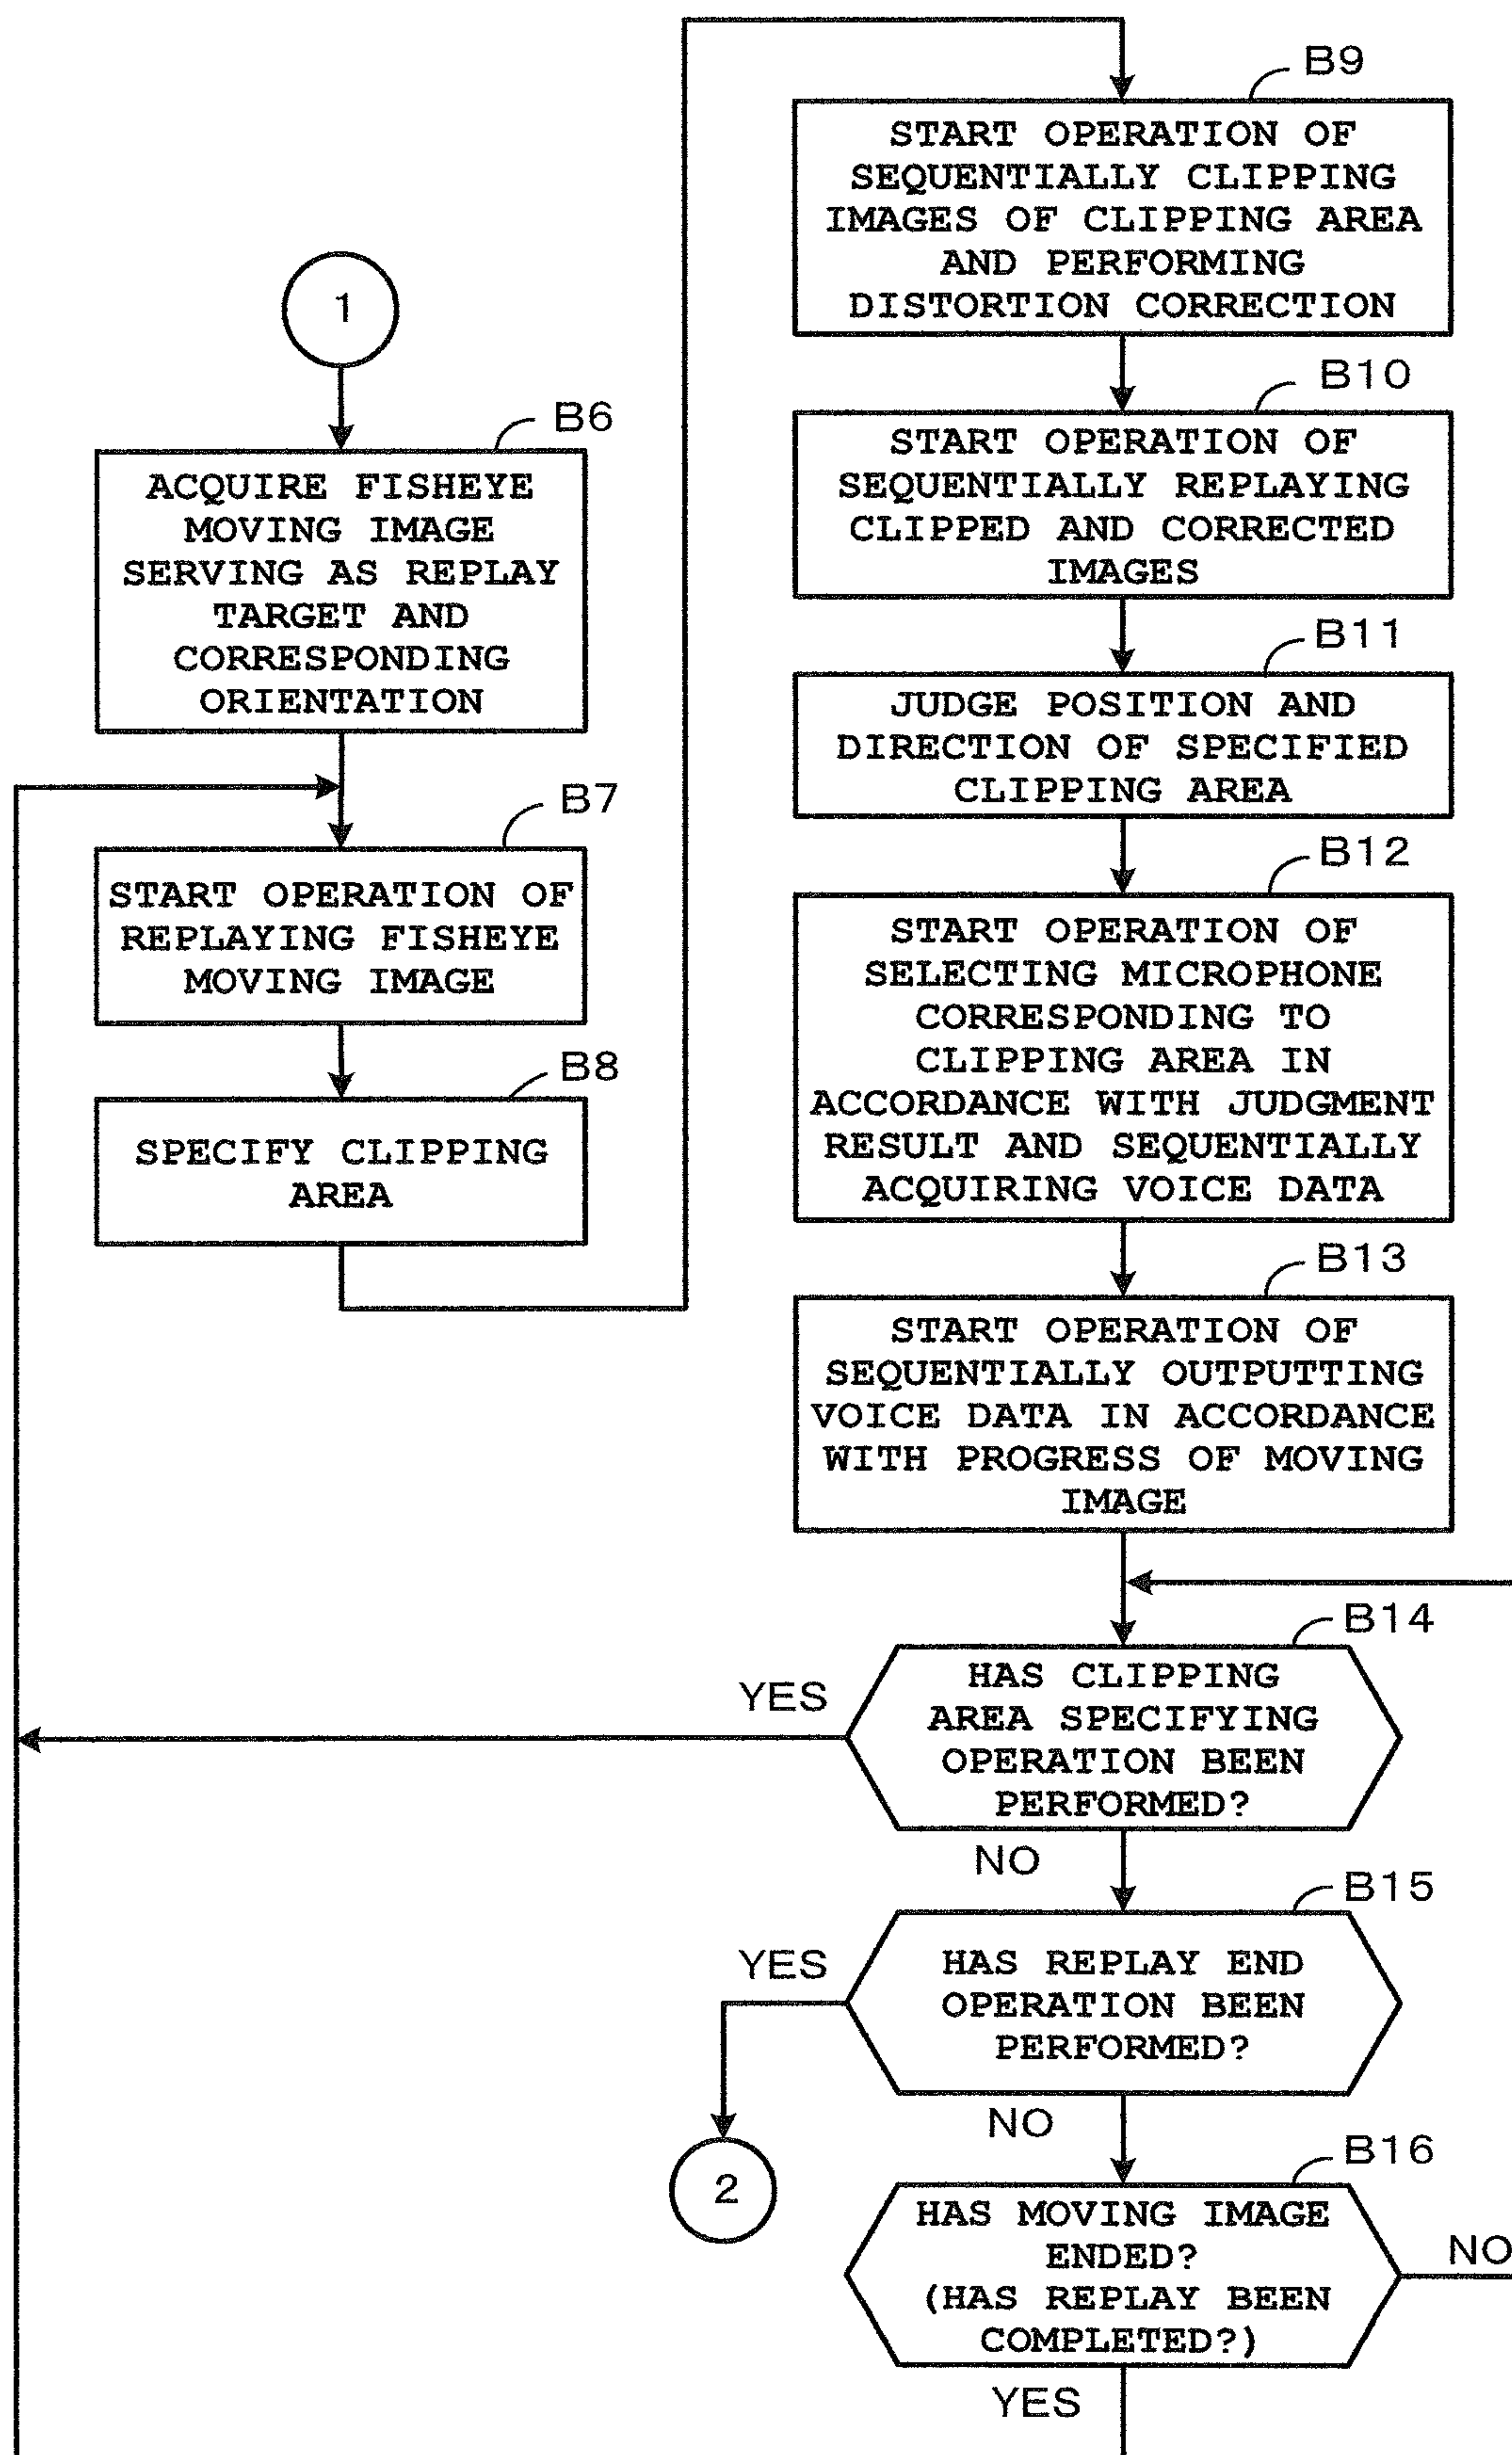 1
B6
ACQUIRE FISHEYE
MOVING IMAGE
SERVING AS REPLAY
TARGET AND
CORRESPONDING
ORIENTATION
B7
START OPERATION OF
REPLAYING FISHEYE
MOVING IMAGE
B8
SPECIFY CLIPPING
AREA
B9
START OPERATION OF
SEQUENTIALLY CLIPPING
IMAGES OF CLIPPING AREA
AND PERFORMING
DISTORTION CORRECTION
B10
START OPERATION OF
SEQUENTIALLY REPLAYING
CLIPPED AND CORRECTED
IMAGES
B11
JUDGE POSITION AND
DIRECTION OF SPECIFIED
CLIPPING AREA
B12
START OPERATION OF
SELECTING MICROPHONE
CORRESPONDING TO
CLIPPING AREA IN
ACCORDANCE WITH JUDGMENT
RESULT AND SEQUENTIALLY
ACQUIRING VOICE DATA
B13
START OPERATION OF
SEQUENTIALLY OUTPUTTING
VOICE DATA IN ACCORDANCE
WITH PROGRESS OF MOVING
IMAGE
B14
HAS CLIPPING
AREA SPECIFYING
OPERATION BEEN
PERFORMED?
YES
NO
B15
HAS REPLAY END
OPERATION BEEN
PERFORMED?
YES
2
NO
B16
HAS MOVING IMAGE
ENDED?
(HAS REPLAY BEEN
COMPLETED?)
NO
YES